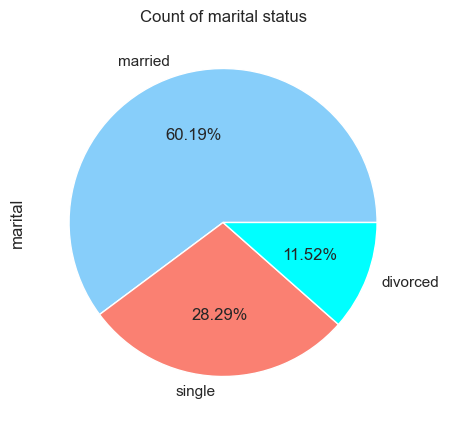 Count of marital status
married
60.19%
marital
11.52%
divorced
28.29%
single